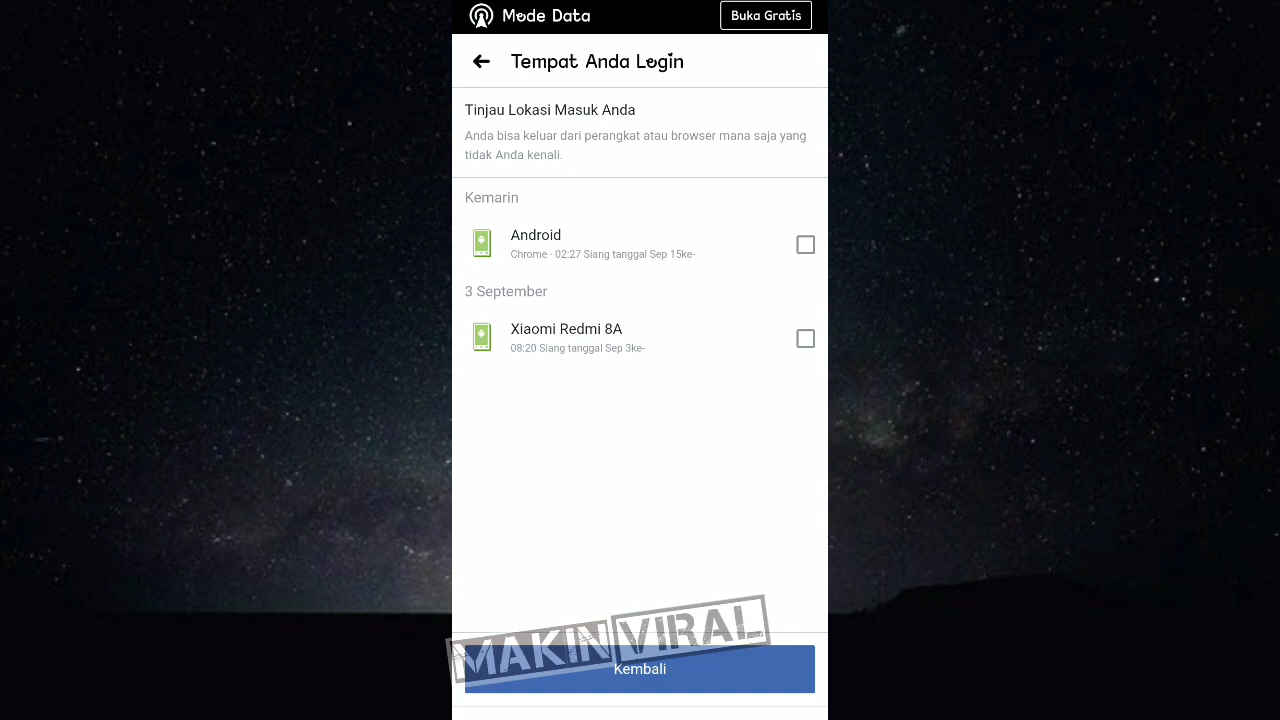 Mode Data
Buka Gratis
Tempat Anda Login
Tinjau Lokasi Masuk Anda
Anda bisa keluar dari perangkat atau browser mana saja yang
tidak Anda kenali.
Kemarin
Android
Chrome · 02:27 Siang tanggal Sep 15ke-
3 September
Xiaomi Redmi 8A
08:20 Siang tanggal Sep 3ke-
MAKIN VIRAL
Kembali